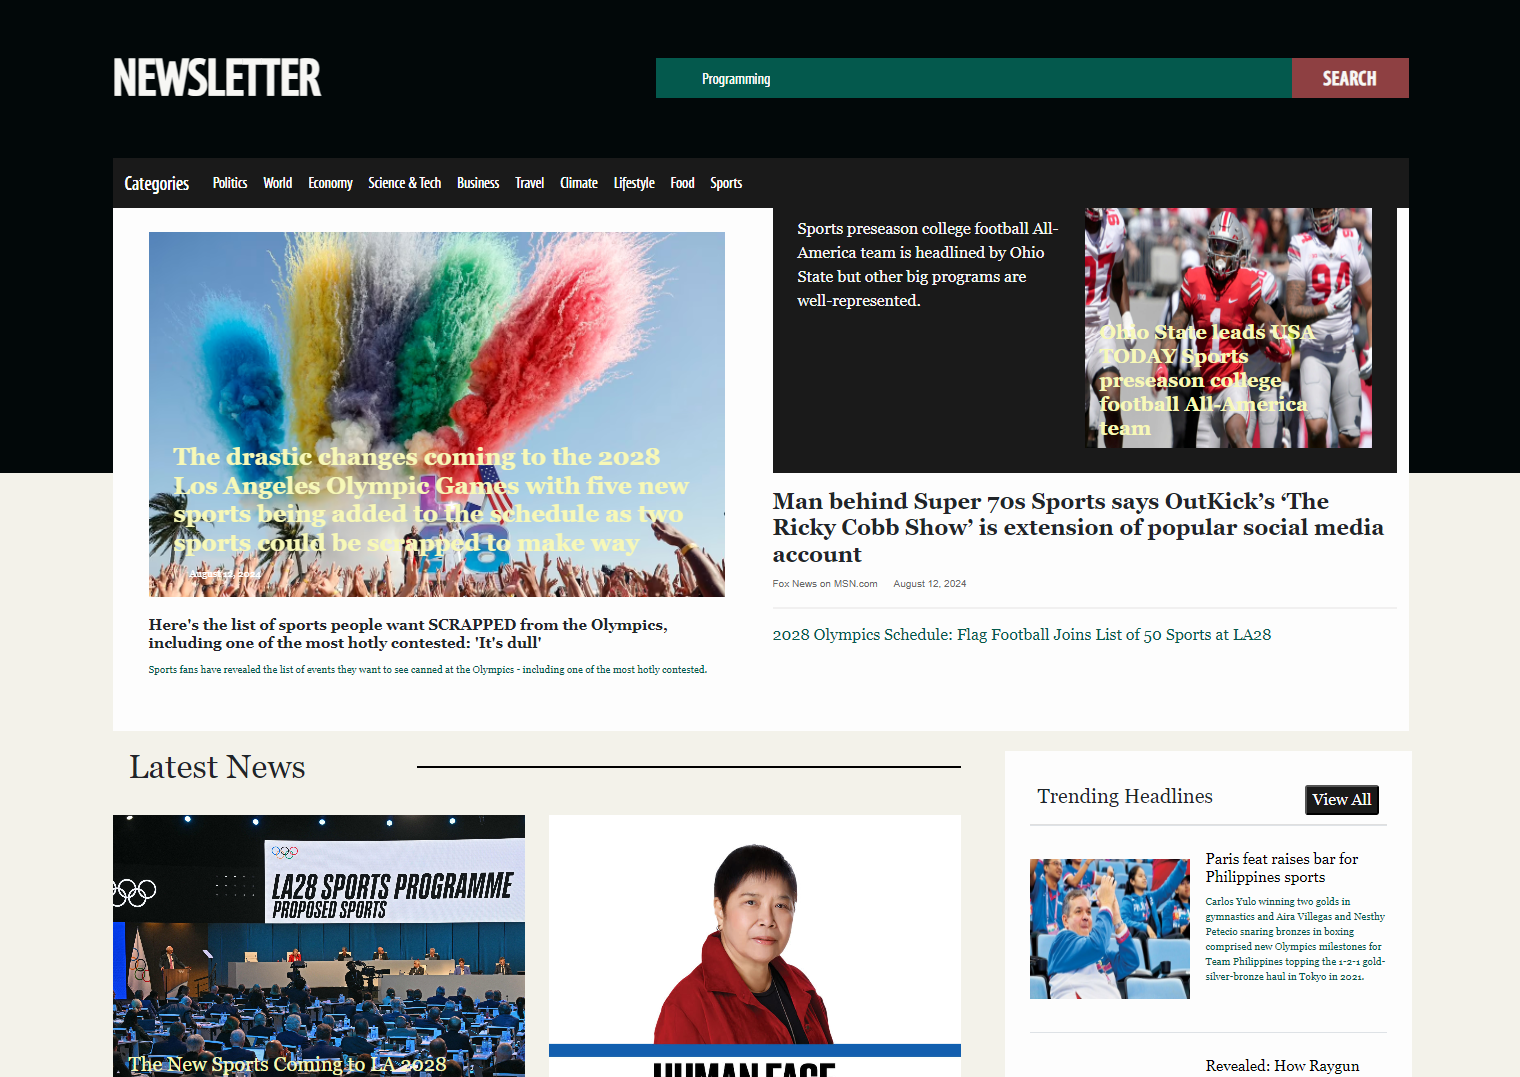 NEWSLETTER
Programming
SEARCH
Categories Politics World Economy Science & Tech Business Travel Climate Lifestyle Food Sports
The drastic changes coming to the 2028
Los Angeles Olympic Games with five new
sports being added to the schedule as two
sports could be scrapped to make way
August 12, 2024
Here's the list of sports people want SCRAPPED from the Olympics,
including one of the most hotly contested: 'It's dull'
Sports fans have revealed the list of events they want to see canned at the Olympics - including one of the most hotly contested.
Sports preseason college football All-
America team is headlined by Ohio
State but other big programs are
well-represented.
97
1
94
Ohio State leads USA
TODAY Sports
preseason college
football All-America
team
Man behind Super 70s Sports says OutKick’s ‘The
Ricky Cobb Show’ is extension of popular social media
account
Fox News on MSN.com August 12, 2024
2028 Olympics Schedule: Flag Football Joins List of 50 Sports at LA28
Latest News
LA28 SPORTS PROGRAMME
PROPOSED SPORTS
The New Sports Coming to LA 2028
HUMAN FACE
Trending Headlines
View All
Paris feat raises bar for
Philippines sports
Carlos Yulo winning two golds in
gymnastics and Aira Villegas and Nesthy
Petecio snaring bronzes in boxing
comprised new Olympics milestones for
Team Philippines topping the 1-2-1 gold-
silver-bronze haul in Tokyo in 2021.
Revealed: How Raygun